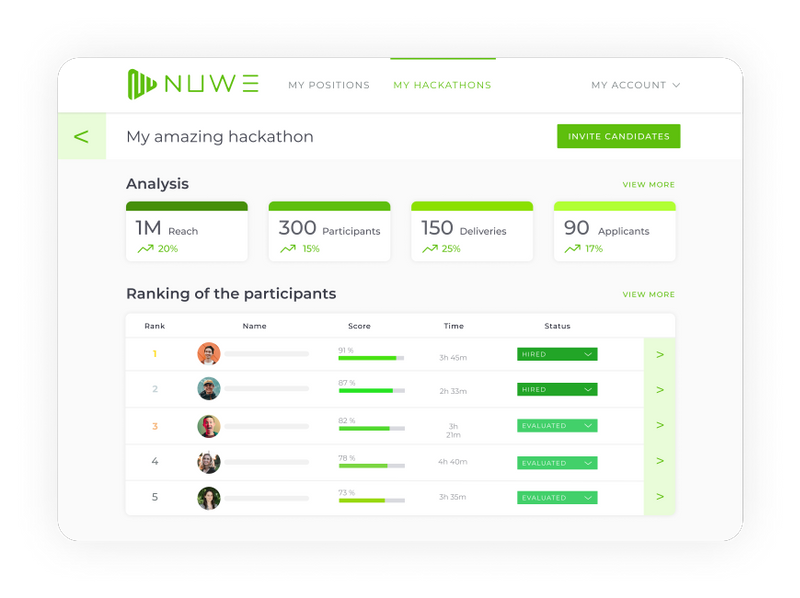 NUWE
MY POSITIONS
MY HACKATHONS
MY ACCOUNT
<
My amazing hackathon
INVITE CANDIDATES
Analysis
VIEW MORE
1M Reach
20%
300 Participants
15%
150 Deliveries
25%
90 Applicants
17%
Ranking of the participants
VIEW MORE
Rank Name Score Time Status
1 91 % 3h 45m HIRED >
2 87 % 2h 33m HIRED >
3 82 % 3h
21m EVALUATED >
4 78 % 4h 40m EVALUATED >
5 73 % 3h 35m EVALUATED >